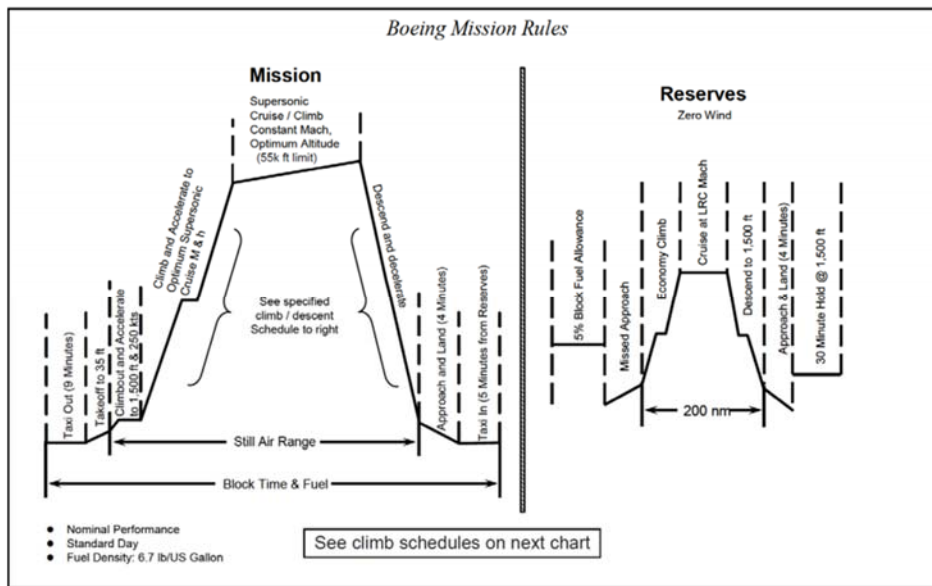 Boeing Mission Rules
Mission
Supersonic
Cruise / Climb
Constant Mach,
Optimum Altitude
(55k ft limit)
Climb and Accelerate to
Optimum Supersonic
Cruise M & h
Descend and decelerate
See specified
climb / descent
Schedule to right
Taxi Out (9 Minutes)
Takeoff to 35 ft
Climbout and Accelerate
to 1,500 ft & 250 kts
Approach and Land (4 Minutes)
Taxi In (5 Minutes from Reserves)
Still Air Range
Block Time & Fuel
Reserves
Zero Wind
5% Block Fuel Allowance
Missed Approach
Economy Climb
Cruise at LRC Mach
Descend to 1,500 ft
Approach & Land (4 Minutes)
30 Minute Hold @ 1,500 ft
200 nm
● Nominal Performance
● Standard Day
● Fuel Density: 6.7 lb/US Gallon
See climb schedules on next chart